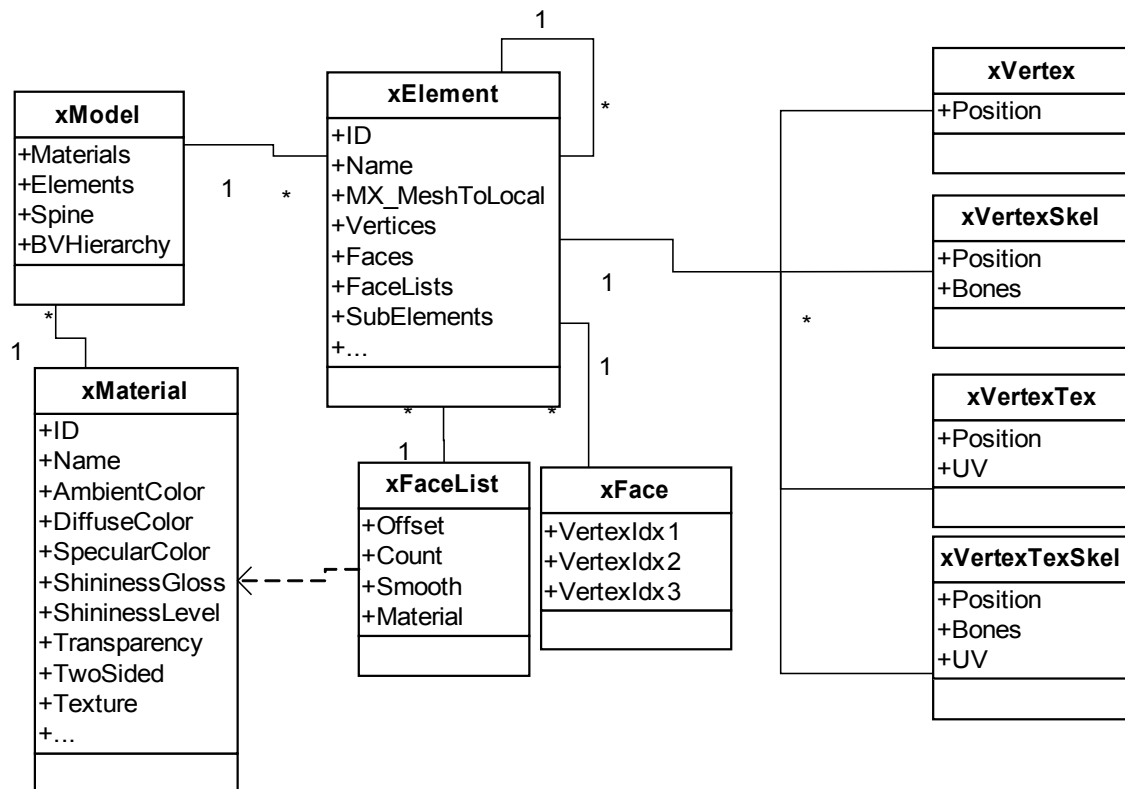 xModel
+Materials
+Elements
+Spine
+BVHierarchy
1
*
xElement
+ID
+Name
+MX_MeshToLocal
+Vertices
+Faces
+FaceLists
+SubElements
+...
1
*
1
*
xVertex
+Position
xVertexSkel
+Position
+Bones
xVertexTex
+Position
+UV
xVertexTexSkel
+Position
+Bones
+UV
*
1
xMaterial
+ID
+Name
+AmbientColor
+DiffuseColor
+SpecularColor
+ShininessGloss
+ShininessLevel
+Transparency
+TwoSided
+Texture
+...
*
1
xFaceList
+Offset
+Count
+Smooth
+Material
1
*
xFace
+VertexIdx1
+VertexIdx2
+VertexIdx3